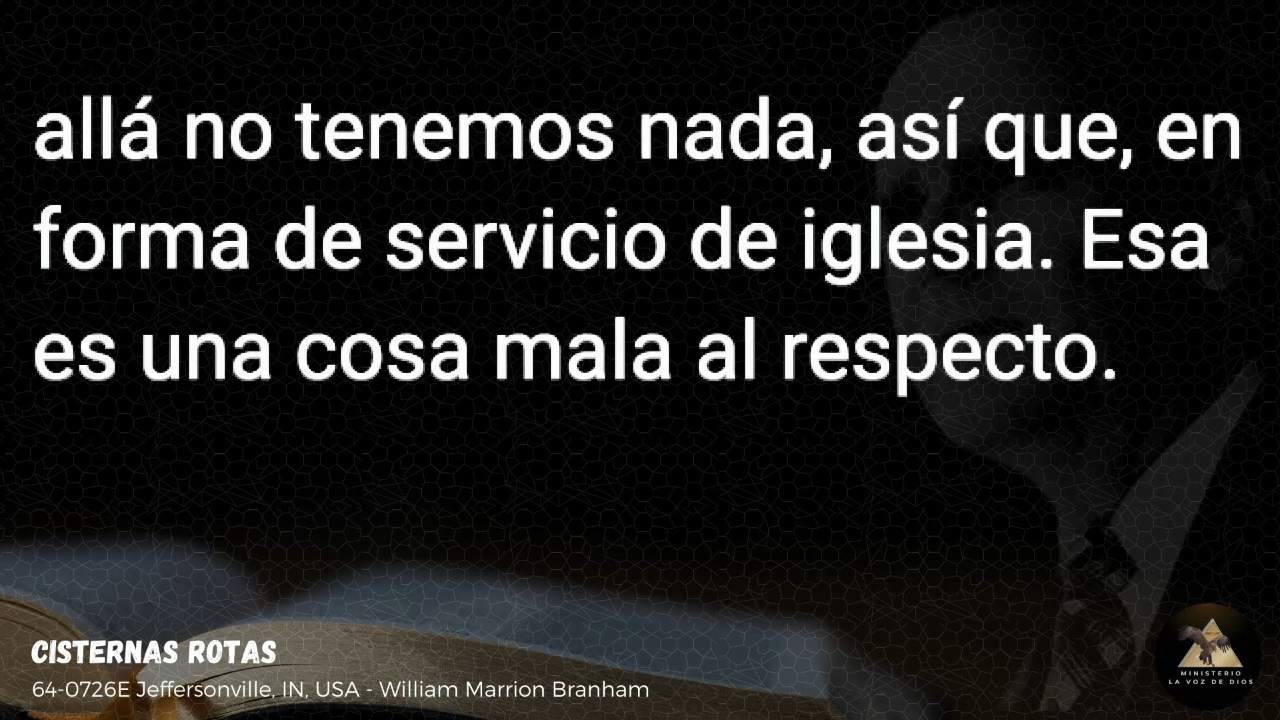 allá no tenemos nada, así que, en
forma de servicio de iglesia. Esa
es una cosa mala al respecto.
CISTERNAS ROTAS
64-0726E Jeffersonville, IN, USA - William Marrion Branham
MINISTERIO
LA VOZ DE DIOS